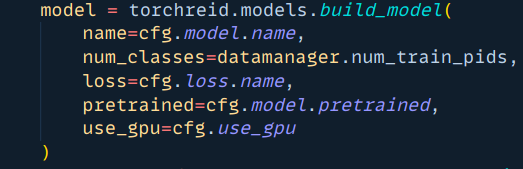 model = torchreid.models.build_model(
    name=cfg.model.name,
    num_classes=datamanager.num_train_pids,
    loss=cfg.loss.name,
    pretrained=cfg.model.pretrained,
    use_gpu=cfg.use_gpu
)